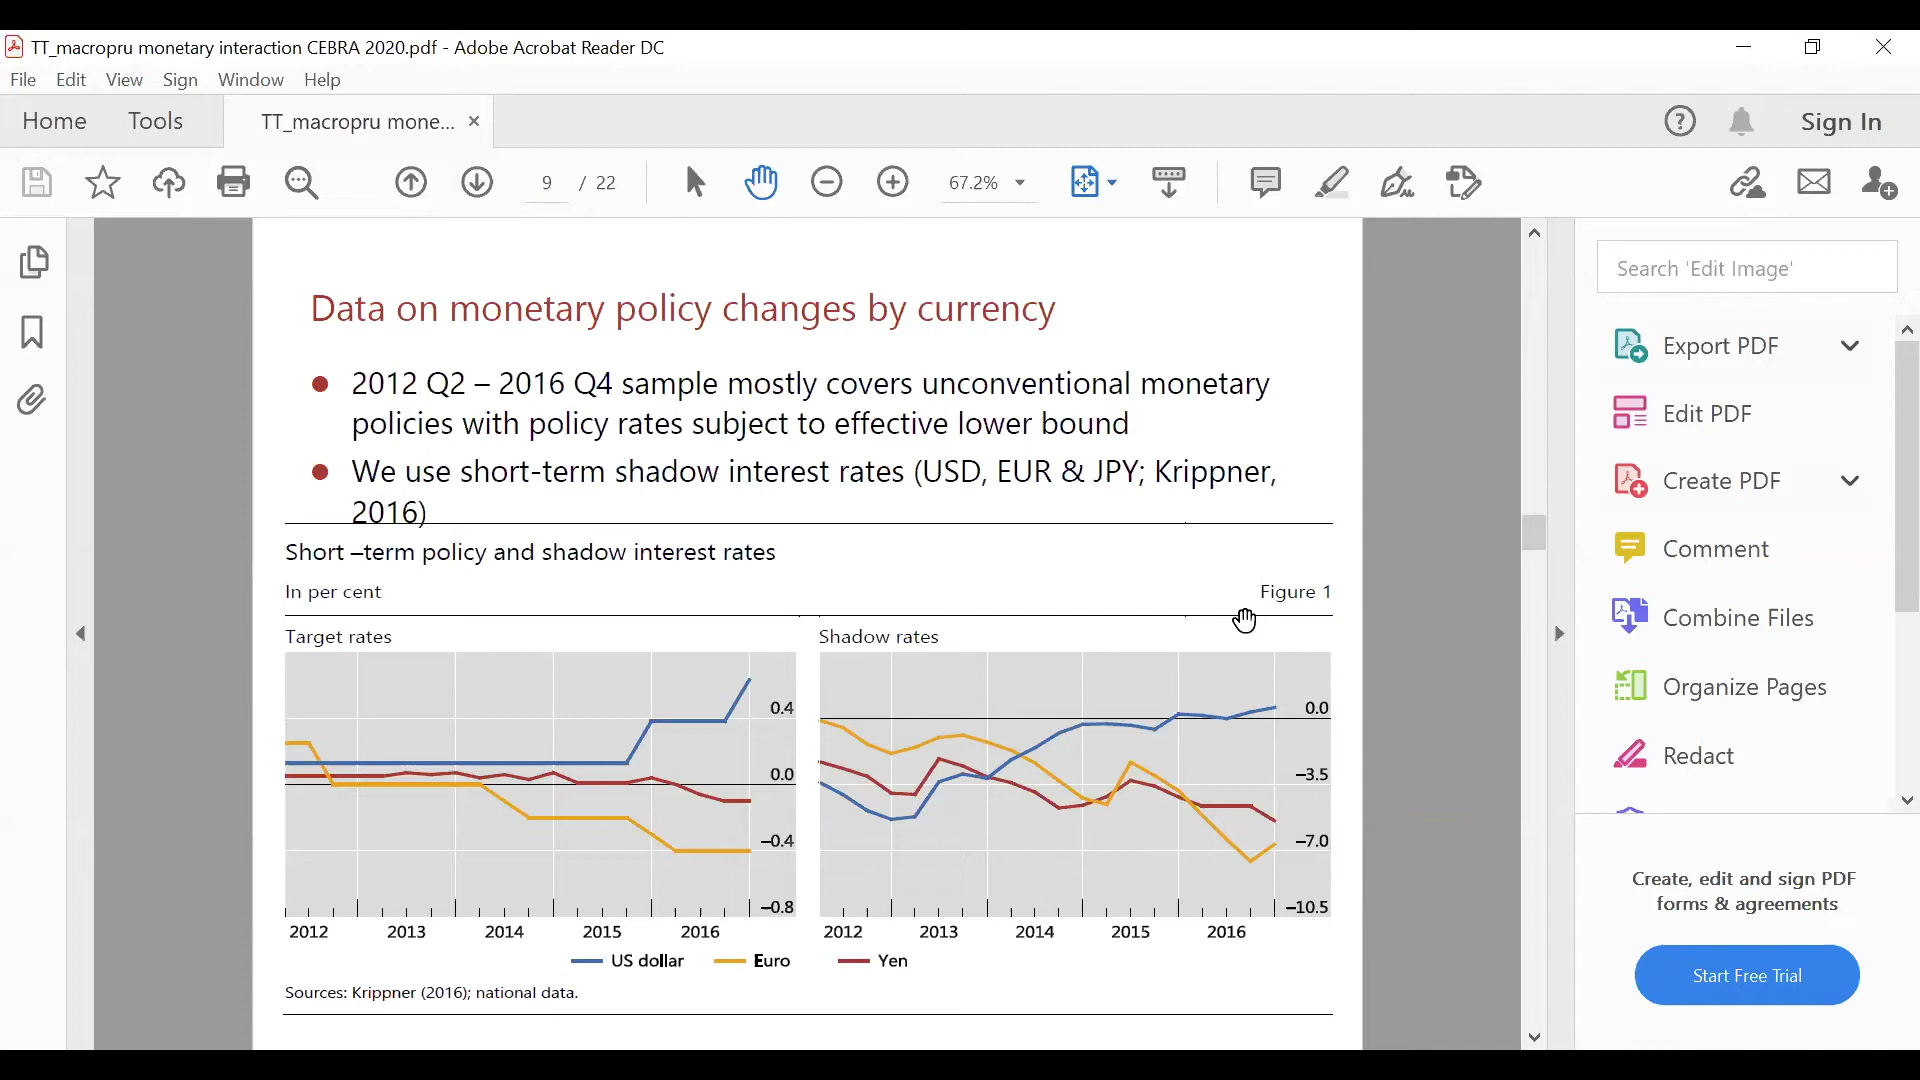 TT_macropru monetary interaction CEBRA 2020.pdf - Adobe Acrobat Reader DC
File Edit View Sign Window Help
Home Tools TT_macropru mone... × Sign In
9 / 22 67.2%
Search 'Edit Image'
Export PDF
Edit PDF
Create PDF
Comment
Combine Files
Organize Pages
Redact
Create, edit and sign PDF
forms & agreements
Start Free Trial
Data on monetary policy changes by currency
2012 Q2 – 2016 Q4 sample mostly covers unconventional monetary
policies with policy rates subject to effective lower bound
We use short-term shadow interest rates (USD, EUR & JPY; Krippner,
2016)
Short –term policy and shadow interest rates
In per cent Figure 1
Target rates
0.4
0.0
–0.4
–0.8
2012 2013 2014 2015 2016
Shadow rates
0.0
–3.5
–7.0
–10.5
2012 2013 2014 2015 2016
US dollar Euro Yen
Sources: Krippner (2016); national data.